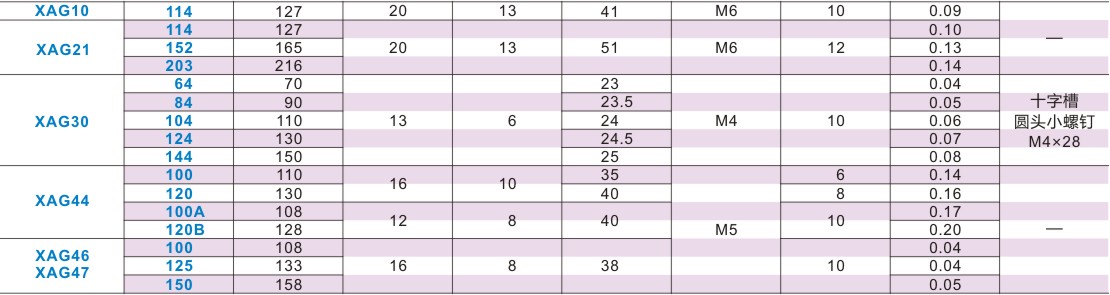 XAG10 114 127 20 13 41 M6 10 0.09
114 127 0.10
XAG21 152 165 20 13 51 M6 12 0.13 —
203 216 0.14
64 70 23 0.04
84 90 23.5 0.05 十字槽
XAG30 104 110 13 6 24 M4 10 0.06 圆头小螺钉
124 130 24.5 0.07 M4×28
144 150 25 0.08
100 110 16 10 35 6 0.14
XAG44 120 130 40 8 0.16
100A 108 12 8 40 10 0.17
120B 128 M5 0.20 —
XAG46 100 108 0.04
XAG47 125 133 16 8 38 10 0.04
150 158 0.05